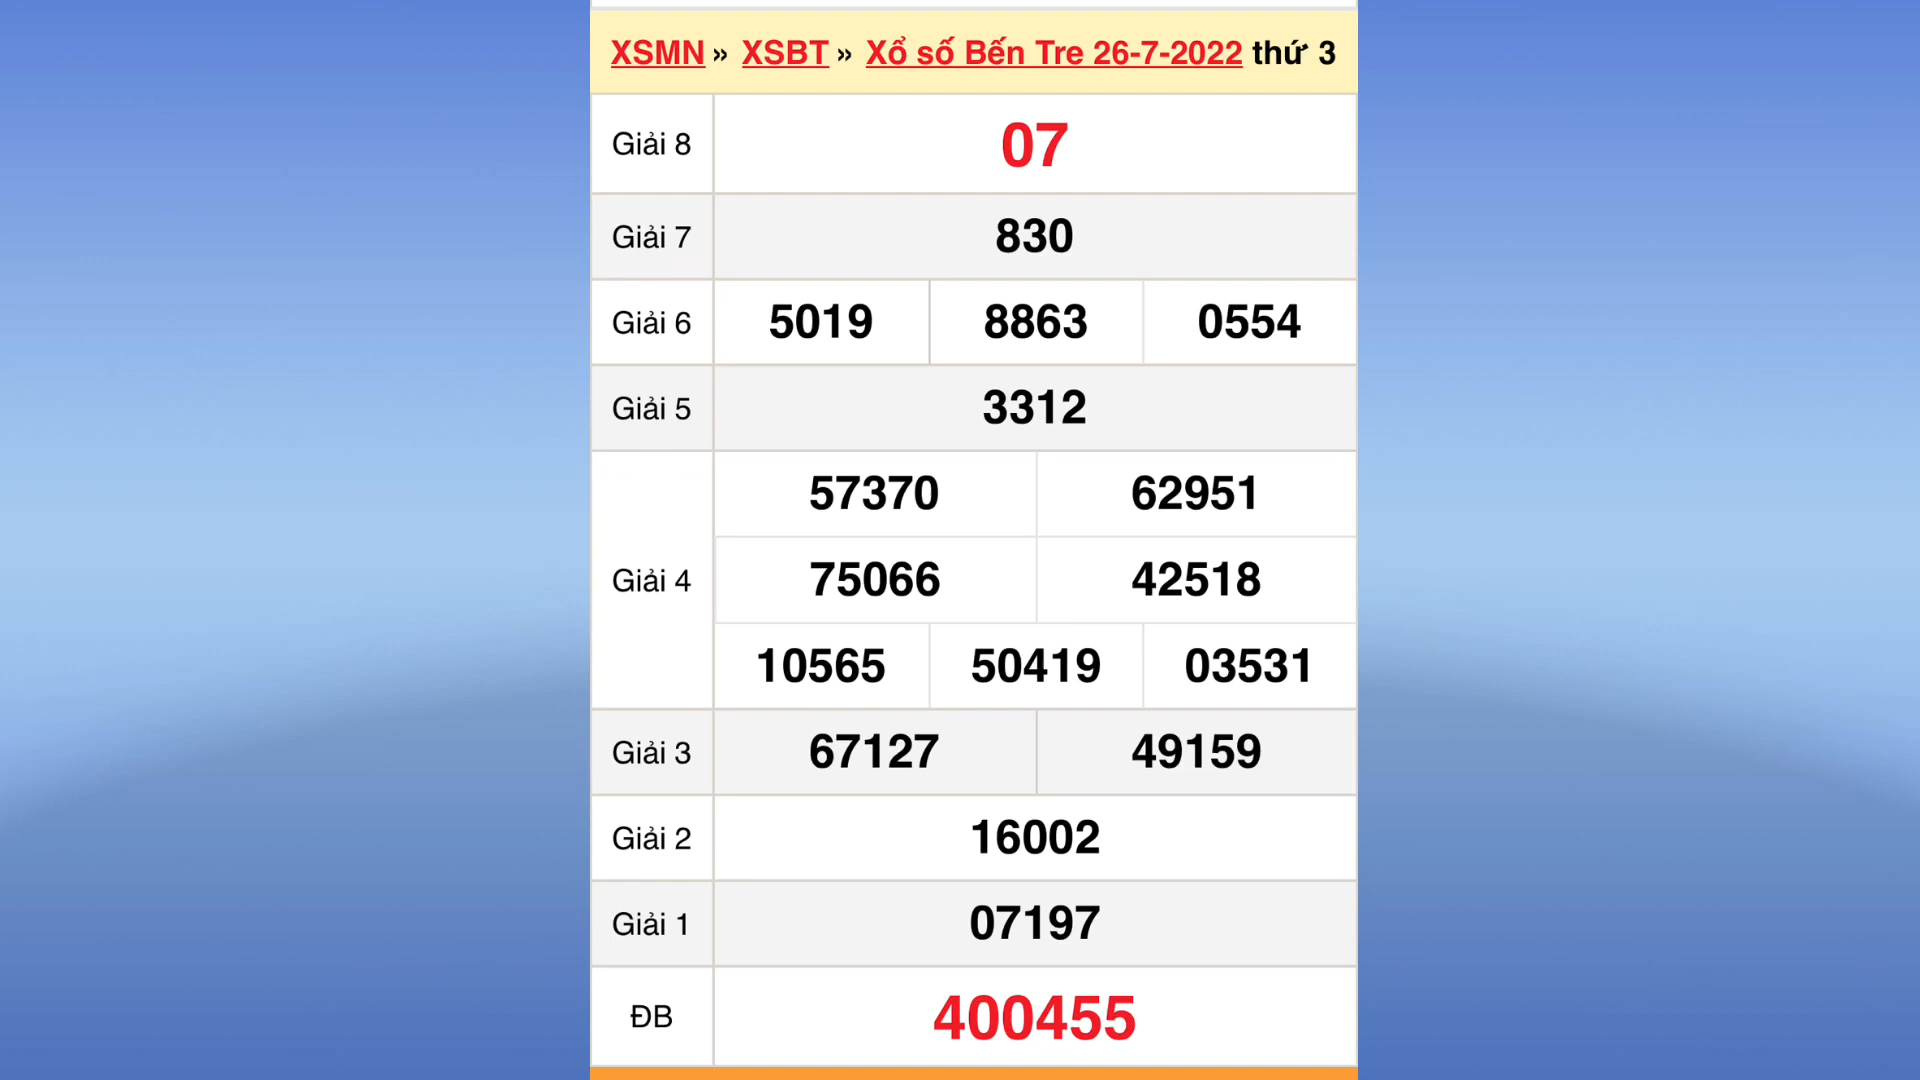 XSMN » XSBT » Xổ số Bến Tre 26-7-2022 thứ 3
Giải 8 07
Giải 7 830
Giải 6 5019 8863 0554
Giải 5 3312
57370 62951
Giải 4 75066 42518
10565 50419 03531
Giải 3 67127 49159
Giải 2 16002
Giải 1 07197
ĐB 400455